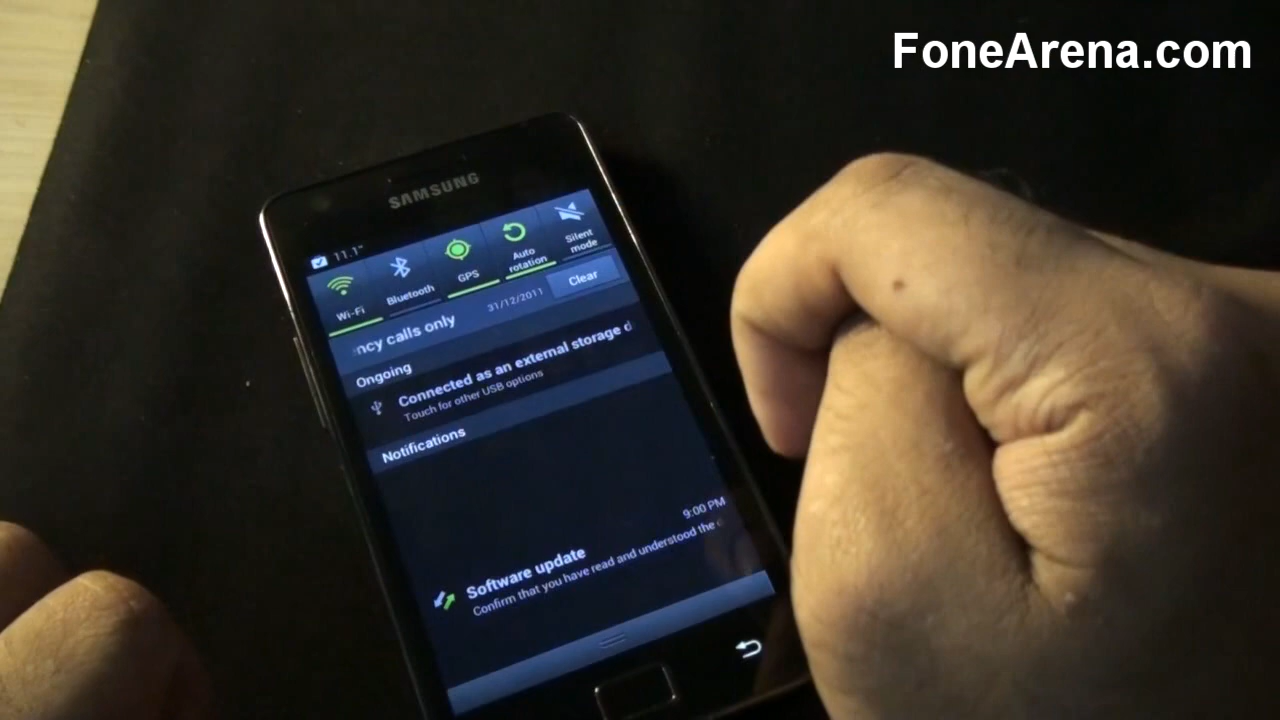 FoneArena.com
SAMSUNG
11.1"
Wi-Fi
Bluetooth
GPS
Auto
rotation
Silent
mode
ncy calls only
31/12/2011
Clear
Ongoing
Connected as an external storage d
Touch for other USB options
Notifications
9:00 PM
Software update
Confirm that you have read and understood the